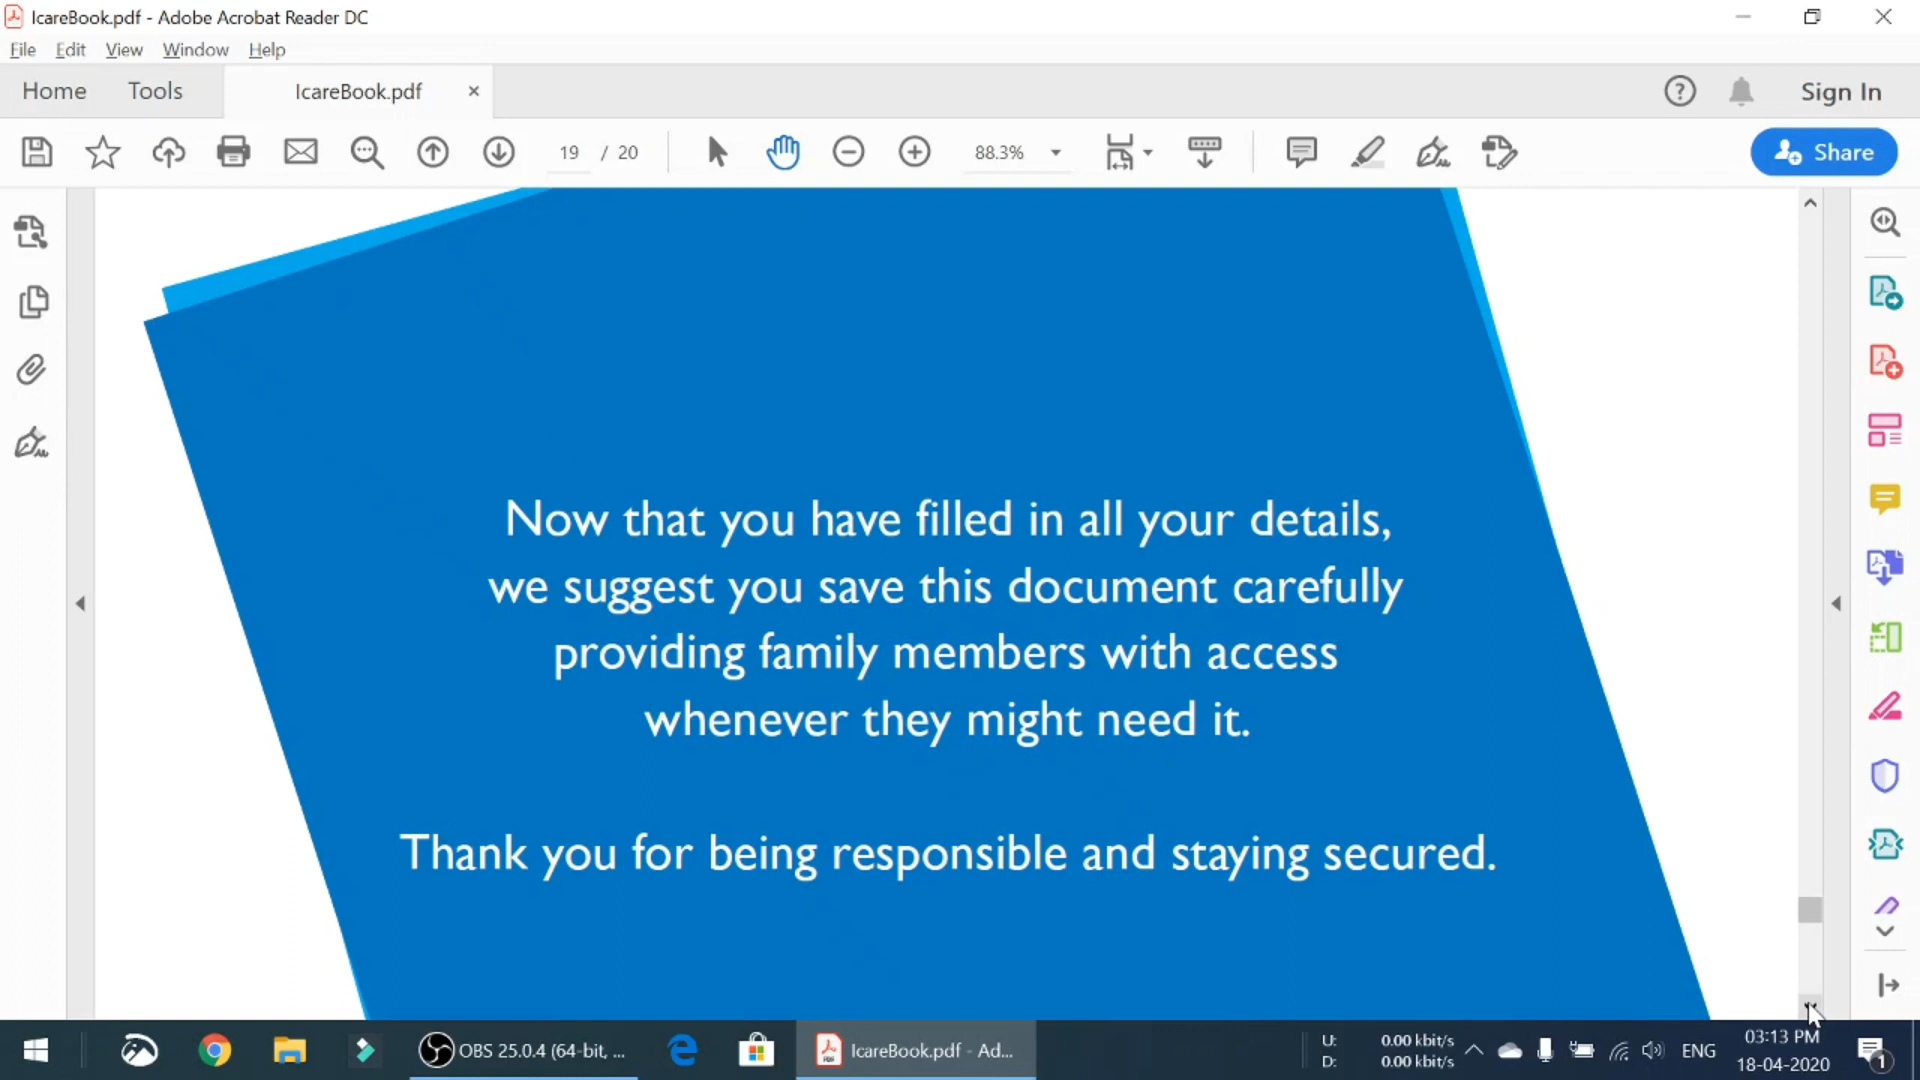 IcareBook.pdf - Adobe Acrobat Reader DC
File Edit View Window Help
Home Tools IcareBook.pdf × Sign In
19 / 20 88.3% Share
Now that you have filled in all your details,
we suggest you save this document carefully
providing family members with access
whenever they might need it.
Thank you for being responsible and staying secured.
OBS 25.0.4 (64-bit, ... IcareBook.pdf - Ad...
U: 0.00 kbit/s
D: 0.00 kbit/s
ENG
03:13 PM
18-04-2020
1